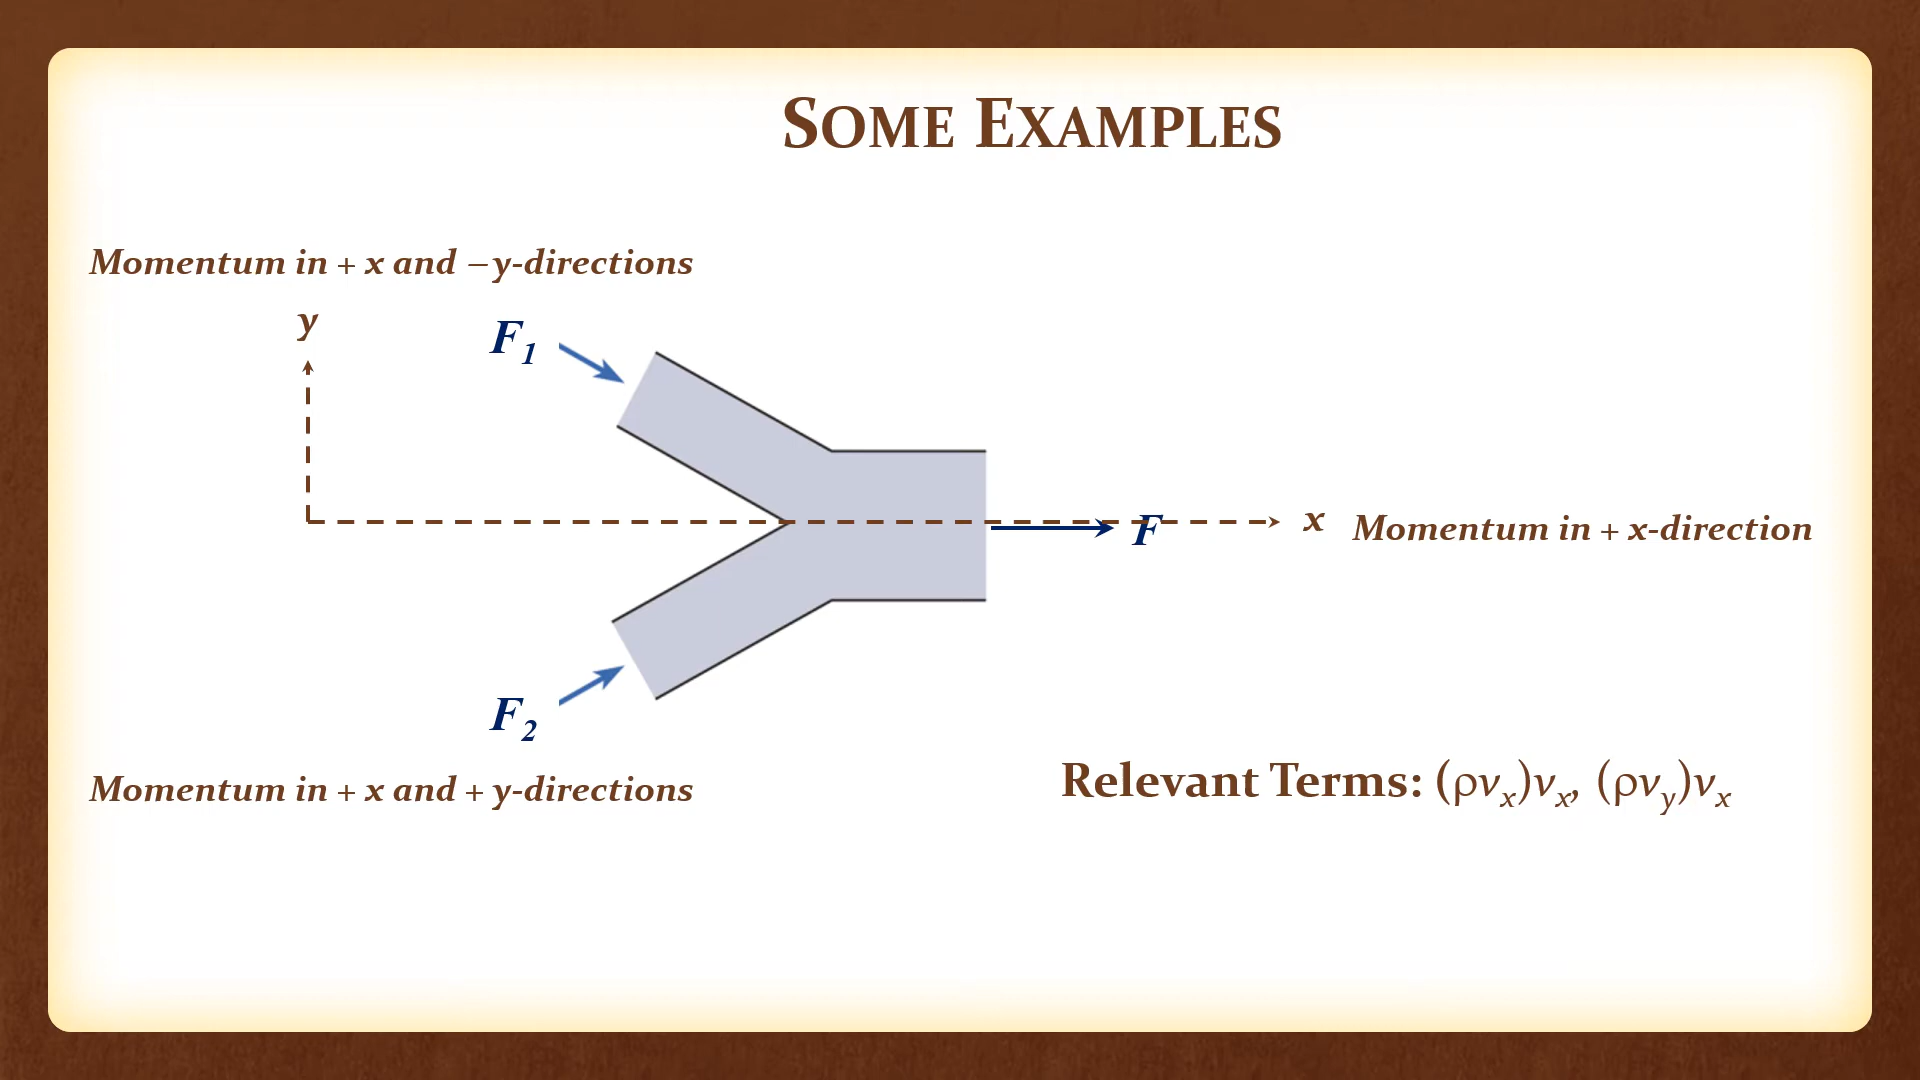 SOME EXAMPLES
Momentum in + x and –y-directions
y
F1
F
x
Momentum in + x-direction
F2
Momentum in + x and + y-directions
Relevant Terms: (ρvx)vx, (ρvy)vx